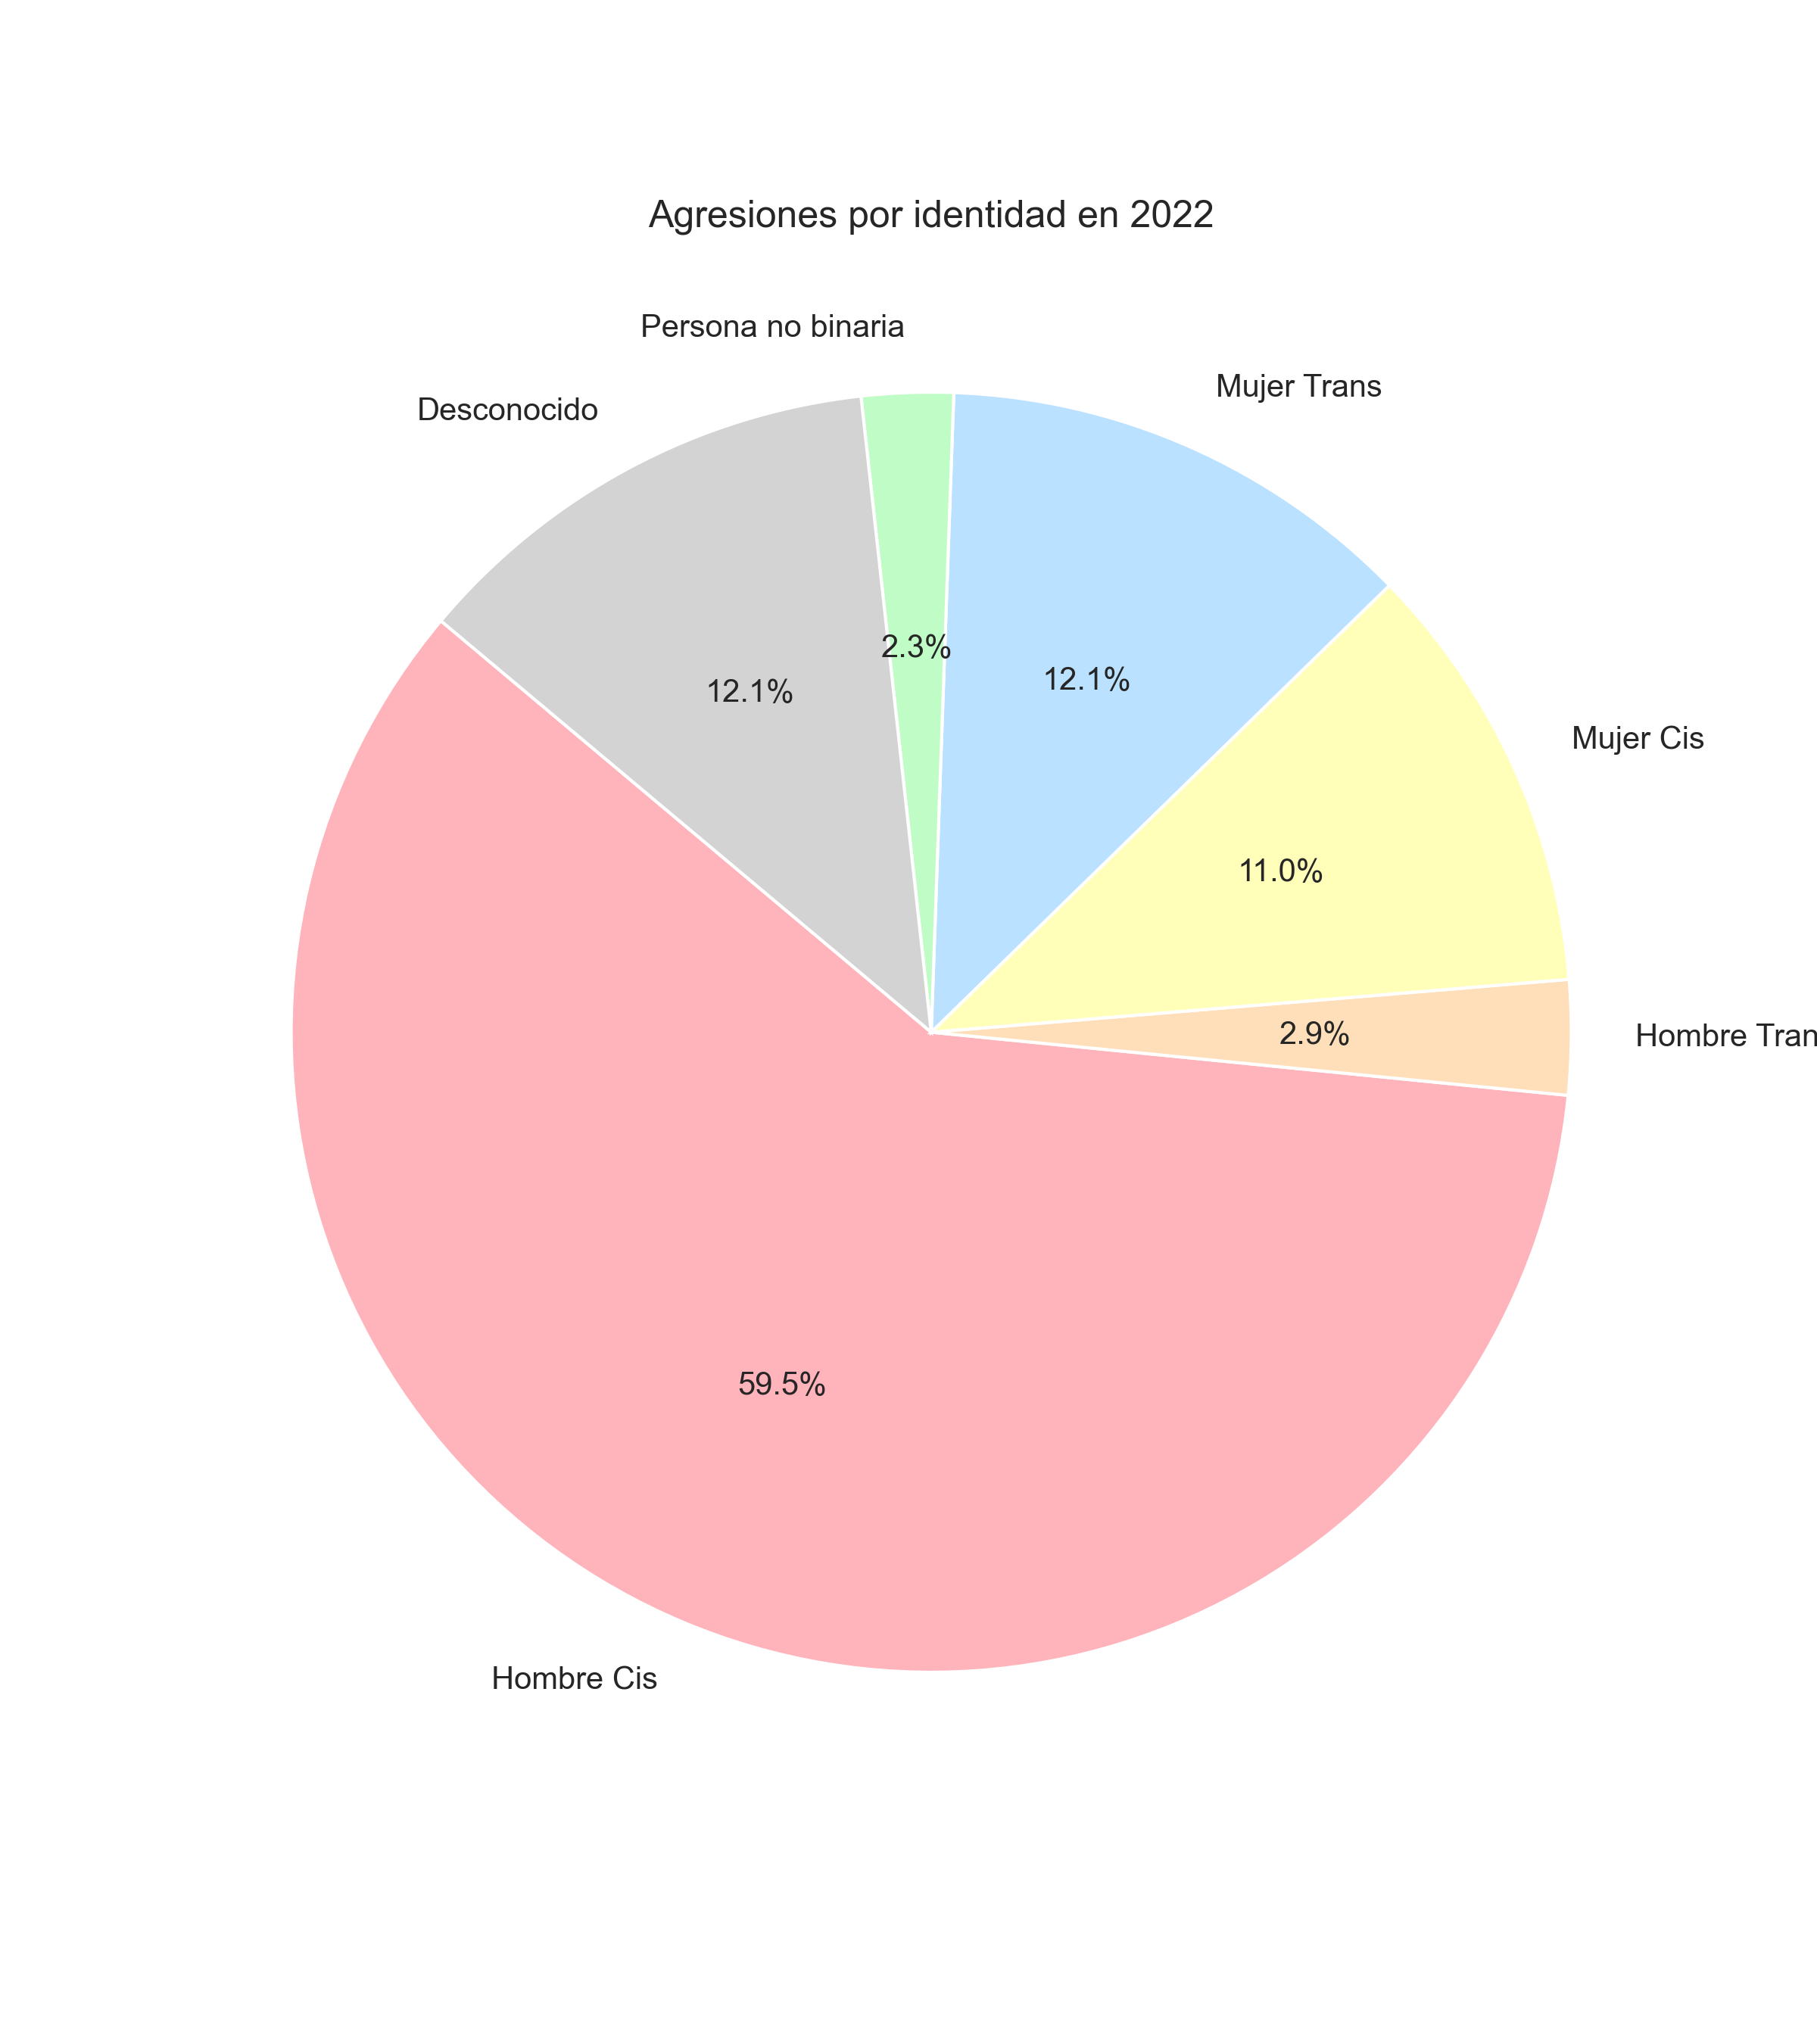 Agresiones por identidad en 2022
Persona no binaria
Mujer Trans
Desconocido
2.3%
12.1%
12.1%
Mujer Cis
11.0%
2.9%
Hombre Tran
59.5%
Hombre Cis